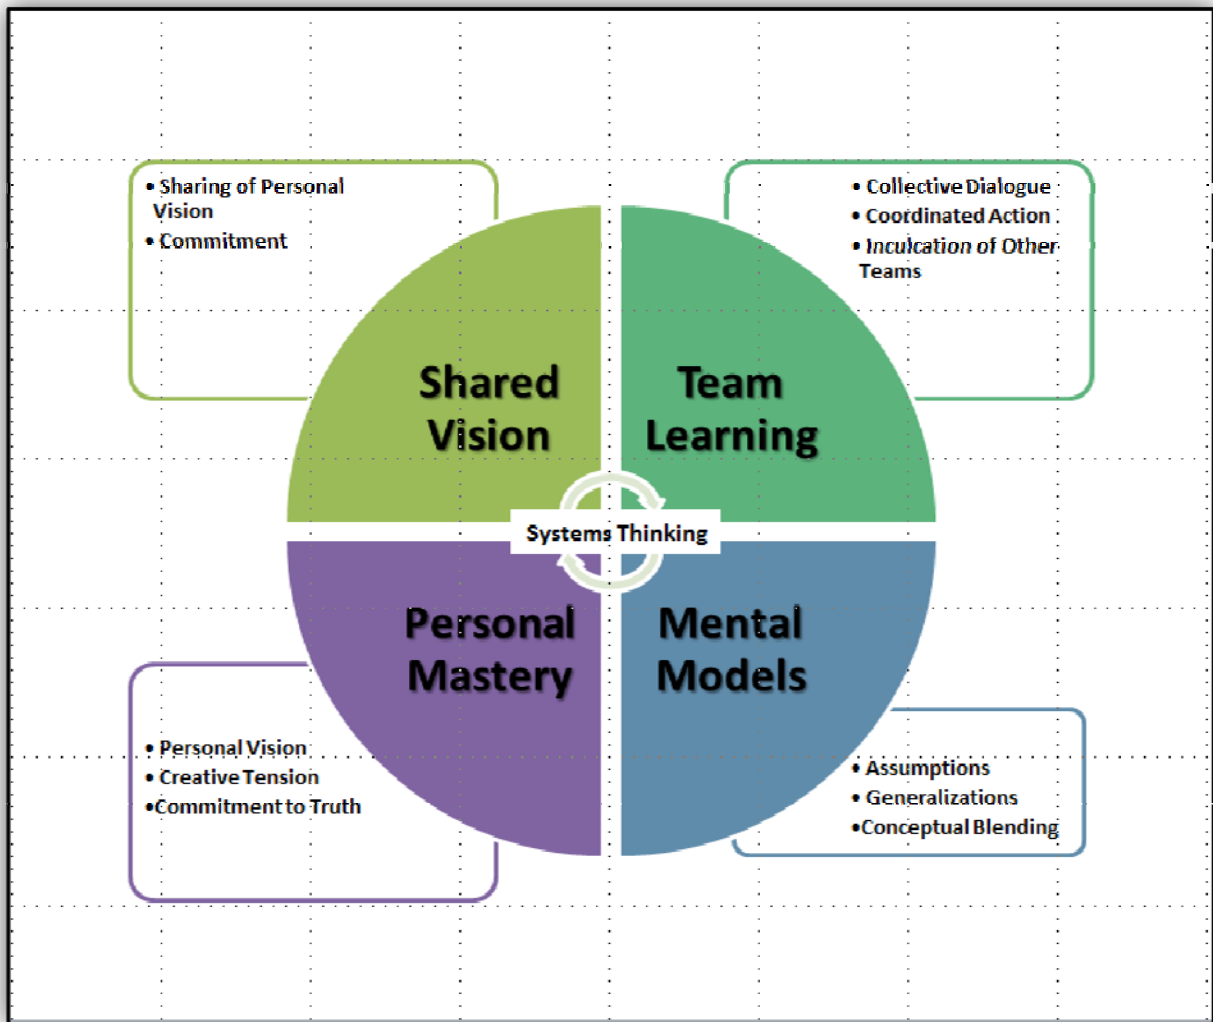 • Sharing of Personal
Vision
• Commitment
• Collective Dialogue
• Coordinated Action
• Inculcation of Other
Teams
Shared
Vision
Team
Learning
Systems Thinking
Personal
Mastery
Mental
Models
• Personal Vision
• Creative Tension
•Commitment to Truth
• Assumptions
• Generalizations
•Conceptual Blending